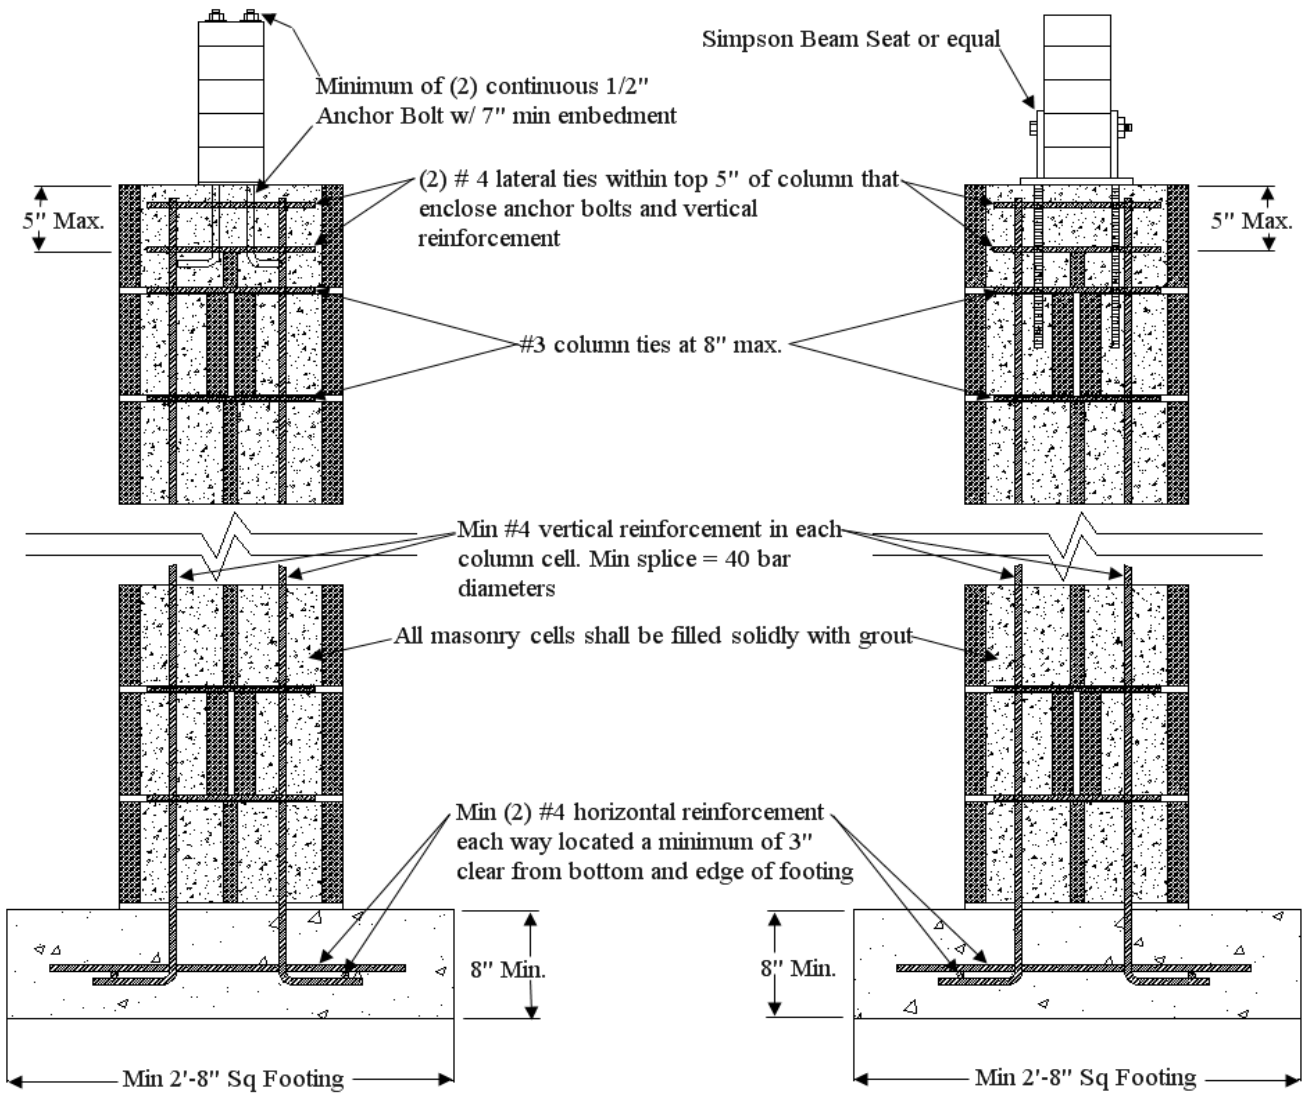 Simpson Beam Seat or equal
Minimum of (2) continuous 1/2"
Anchor Bolt w/ 7" min embedment
(2) # 4 lateral ties within top 5" of column that
enclose anchor bolts and vertical
reinforcement
5" Max.
5" Max.
#3 column ties at 8" max.
Min #4 vertical reinforcement in each
column cell. Min splice = 40 bar
diameters
All masonry cells shall be filled solidly with grout
Min (2) #4 horizontal reinforcement
each way located a minimum of 3"
clear from bottom and edge of footing
8" Min.
8" Min.
Min 2'-8" Sq Footing
Min 2'-8" Sq Footing